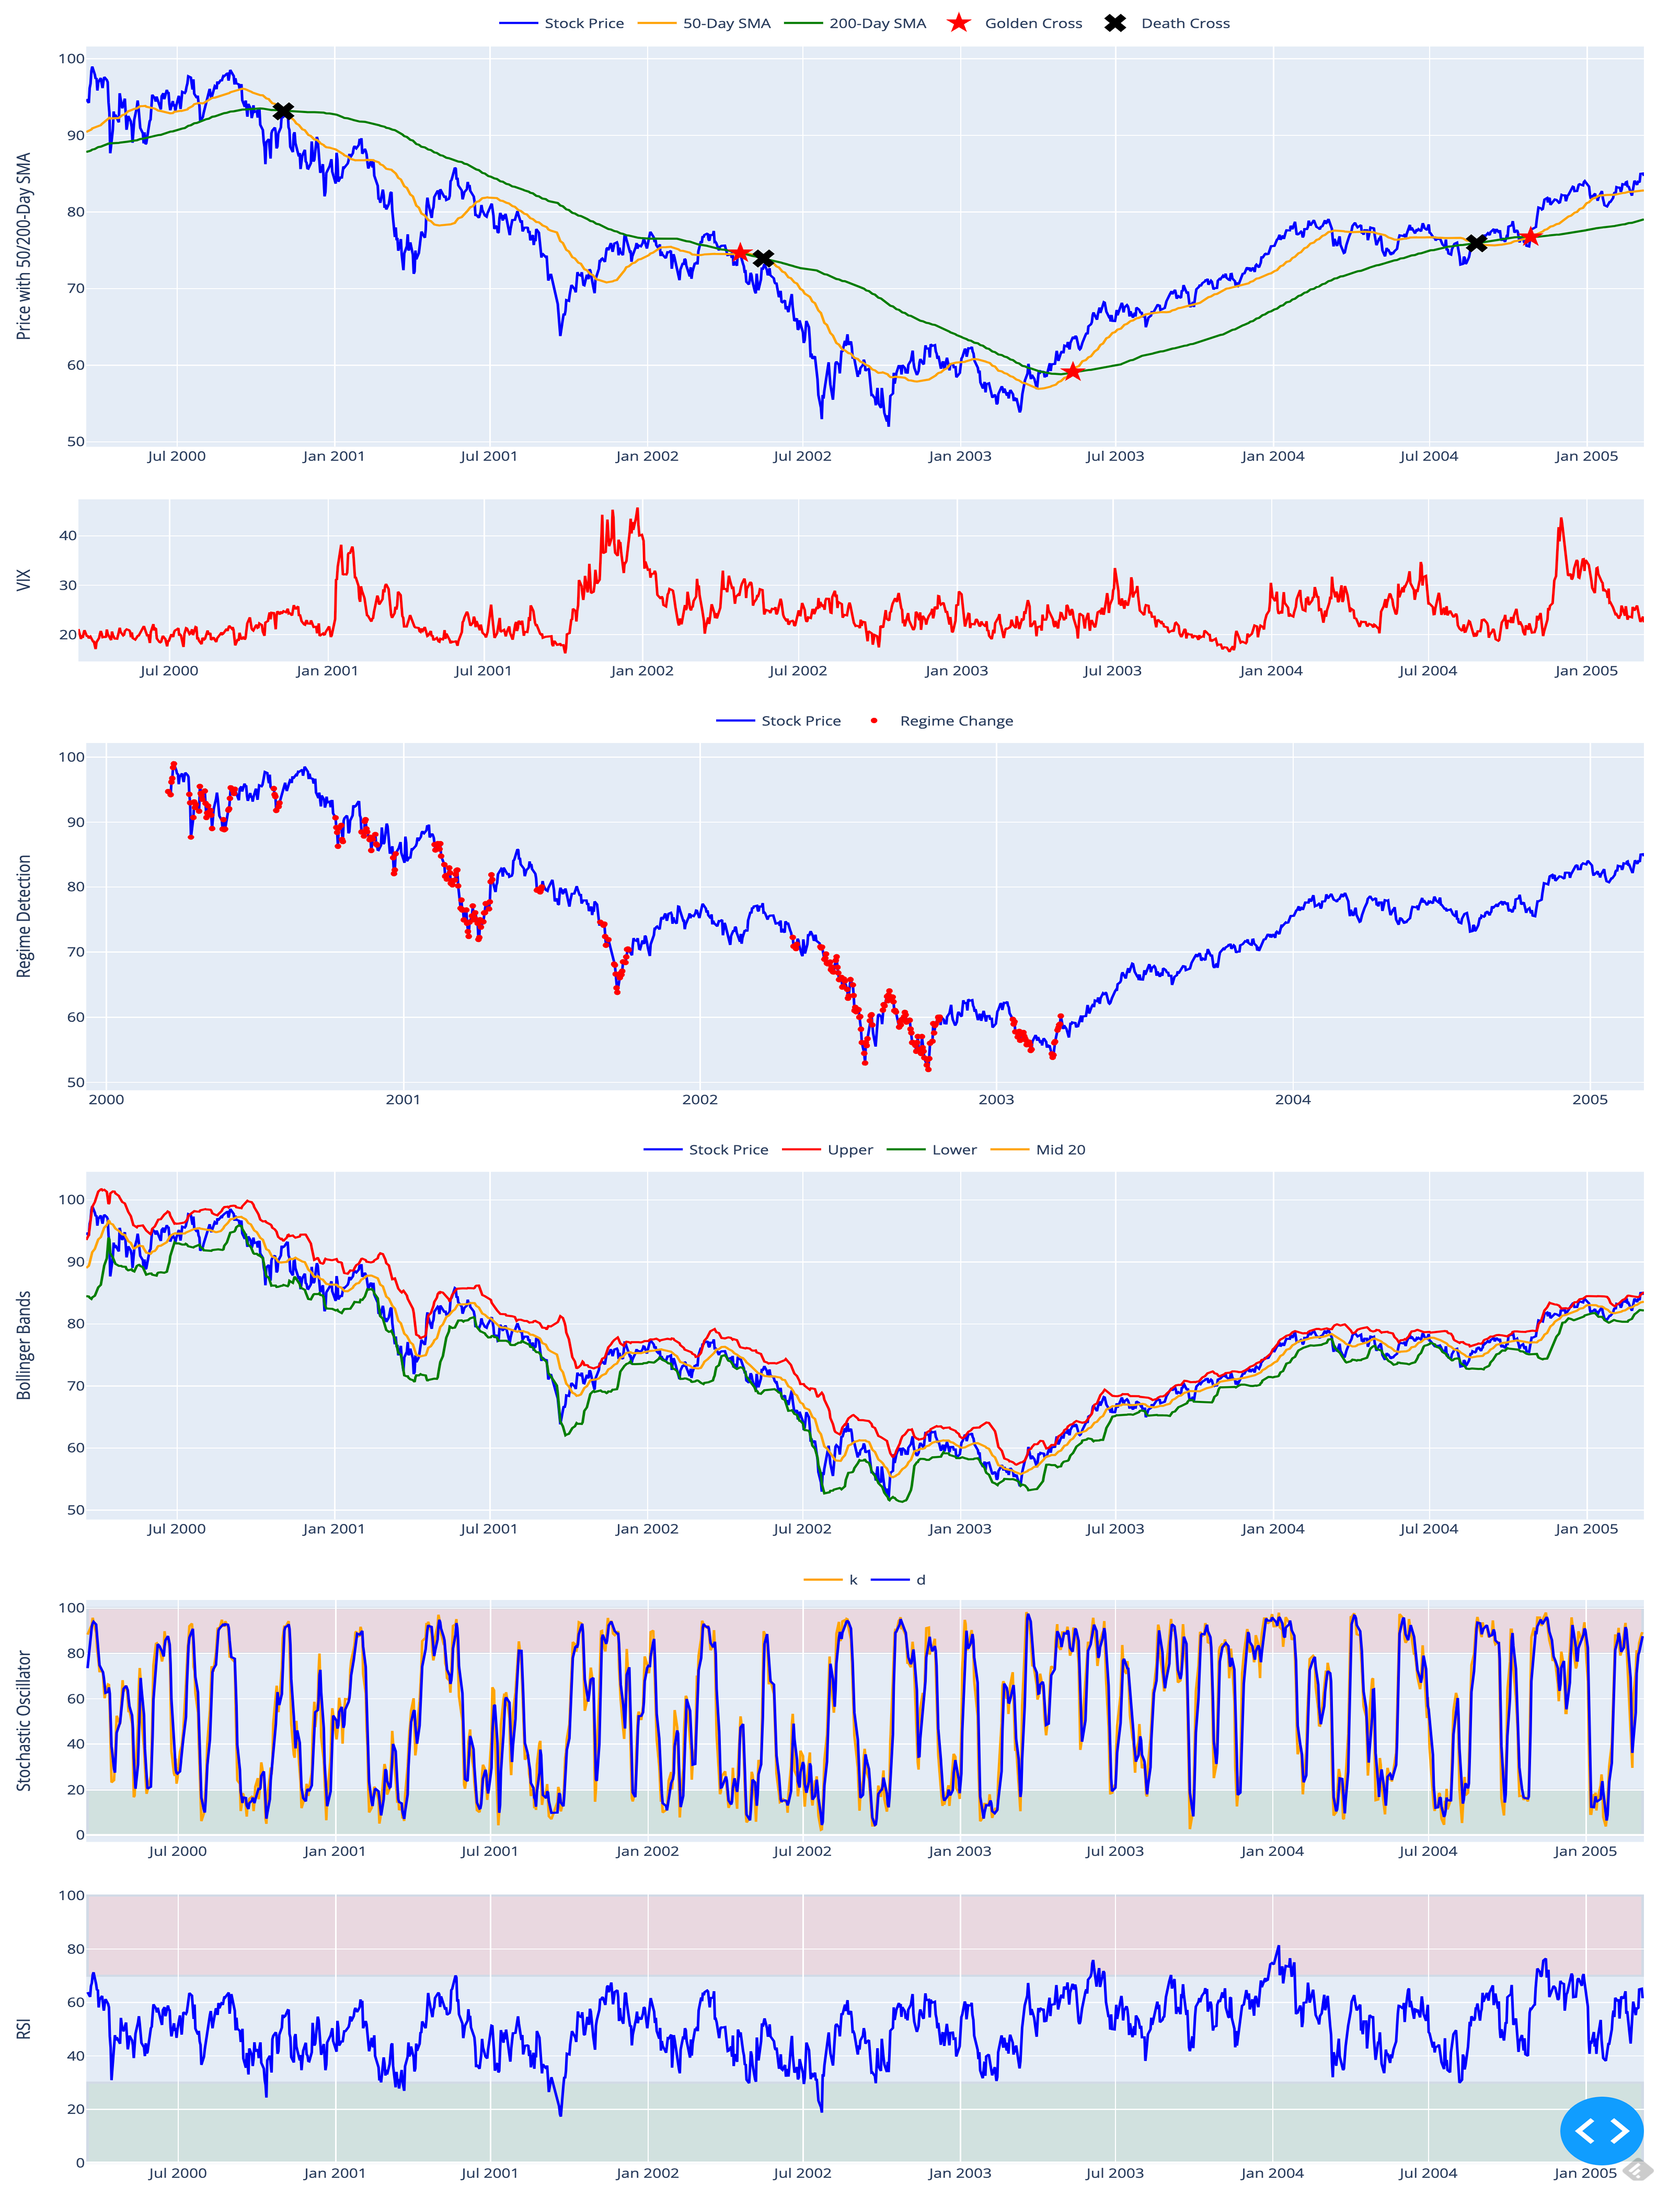 Stock Price 50-Day SMA 200-Day SMA Golden Cross Death Cross
Price with 50/200-Day SMA
100
90
80
70
60
50
Jul 2000 Jan 2001 Jul 2001 Jan 2002 Jul 2002 Jan 2003 Jul 2003 Jan 2004 Jul 2004 Jan 2005
VIX
40
30
20
Jul 2000 Jan 2001 Jul 2001 Jan 2002 Jul 2002 Jan 2003 Jul 2003 Jan 2004 Jul 2004 Jan 2005
Stock Price Regime Change
Regime Detection
100
90
80
70
60
50
2000 2001 2002 2003 2004 2005
Stock Price Upper Lower Mid 20
Bollinger Bands
100
90
80
70
60
50
Jul 2000 Jan 2001 Jul 2001 Jan 2002 Jul 2002 Jan 2003 Jul 2003 Jan 2004 Jul 2004 Jan 2005
k d
Stochastic Oscillator
100
80
60
40
20
0
Jul 2000 Jan 2001 Jul 2001 Jan 2002 Jul 2002 Jan 2003 Jul 2003 Jan 2004 Jul 2004 Jan 2005
RSI
100
80
60
40
20
0
Jul 2000 Jan 2001 Jul 2001 Jan 2002 Jul 2002 Jan 2003 Jul 2003 Jan 2004 Jul 2004 Jan 2005